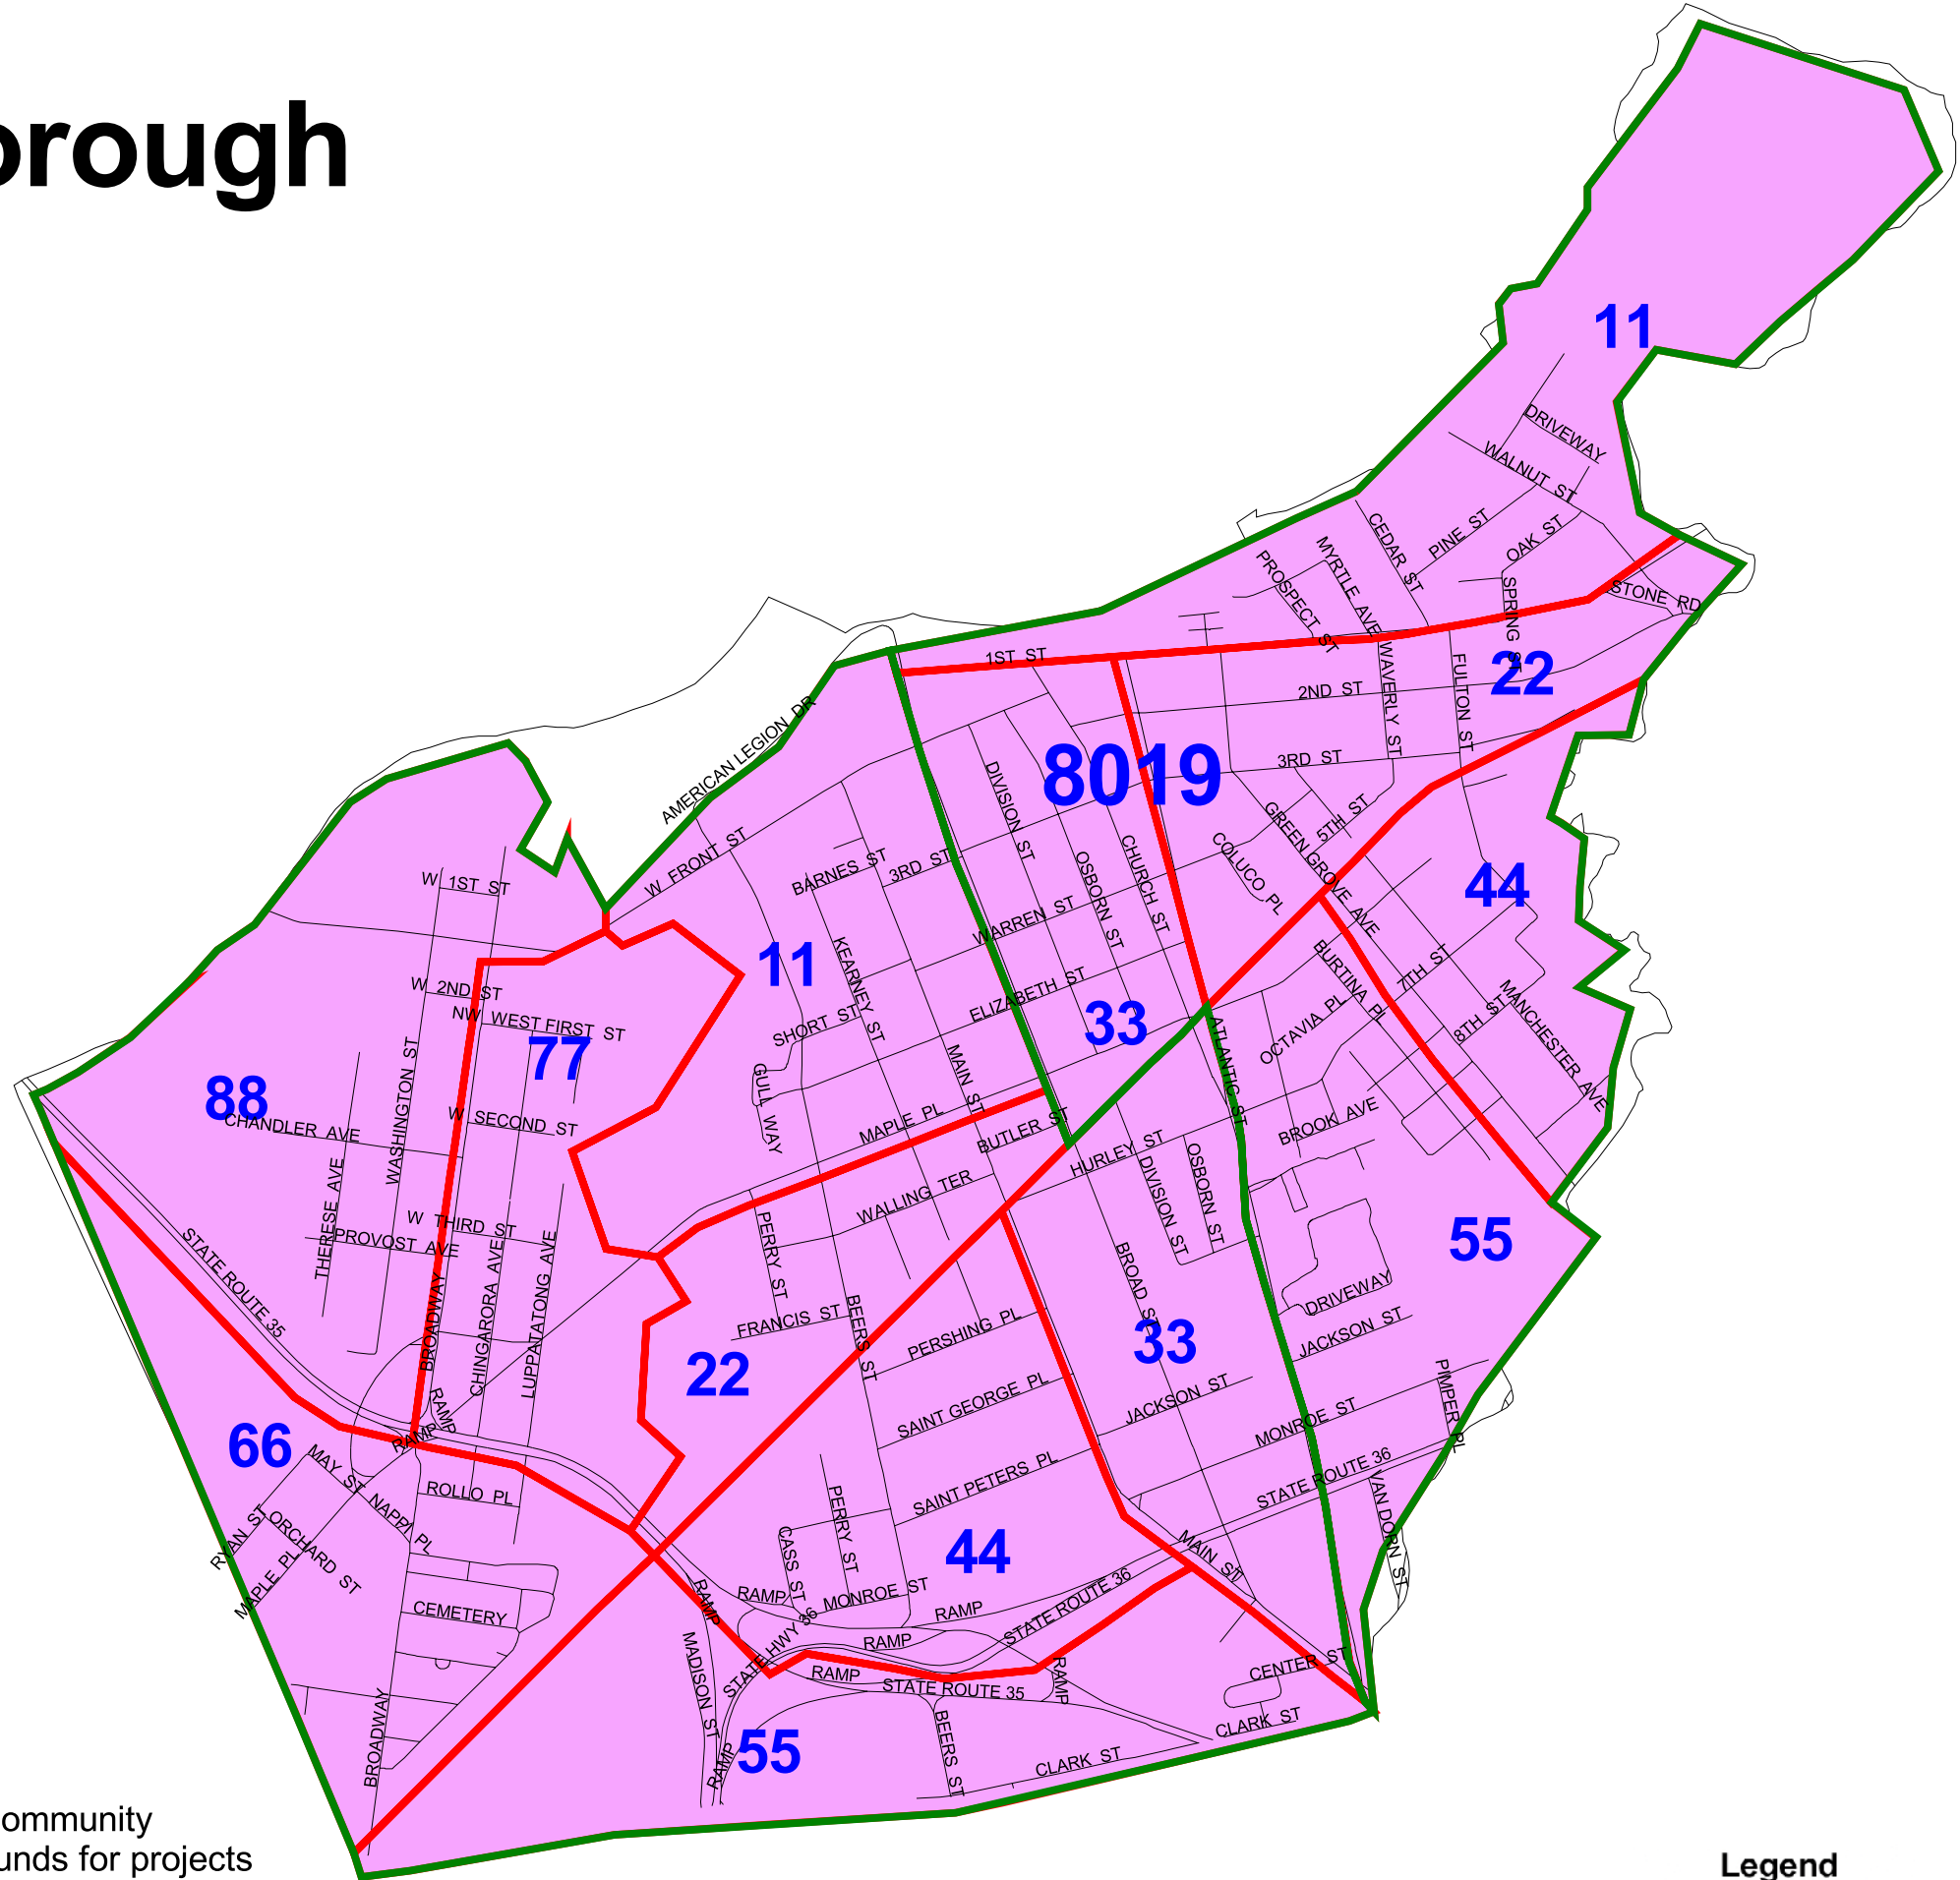 orough
11
DRIVEWAY
WALNUT ST
PINE ST
OAK ST
CEDAR ST
MYRTLE AVE
PROSPECT ST
SPRING ST
STONE RD
1ST ST
22
2ND ST
WAVERLY ST
FULTON ST
AMERICAN LEGION DR
8019
3RD ST
DIVISION ST
GREEN GROVE AVE
5TH ST
COLUCO PL
CHURCH ST
OSBORN ST
W FRONT ST
BARNES ST
3RD ST
44
W 1ST ST
WARREN ST
11
KEARNEY ST
BURTINA PL
7TH ST
W 2ND ST
NW WEST FIRST ST
ELIZABETH ST
33
MANCHESTER AVE
8TH ST
OCTAVIA PL
SHORT ST
77
88
WASHINGTON ST
ATLANTIC ST
GULL WAY
MAIN ST
CHANDLER AVE
W SECOND ST
MAPLE PL
BUTLER ST
BROOK AVE
HURLEY ST
DIVISION ST
OSBORN ST
THERESE AVE
WALLING TER
W THIRD ST
PROVOST AVE
STATE ROUTE 35
PERRY ST
55
BROADWAY
CHINGARORA AVE
LUPPATATONG AVE
BROAD ST
DRIVEWAY
FRANCIS ST
BEERS ST
PERSHING PL
33
JACKSON ST
22
PIMPER PL
SAINT GEORGE PL
JACKSON ST
MONROE ST
RAMP
RAMP
66
MAY ST
NAPPI PL
ROLLO PL
SAINT PETERS PL
STATE ROUTE 36
VAN DORN ST
RYAN ST
ORCHARD ST
MAPLE PL
PERRY ST
CASS ST
44
MAIN ST
CEMETERY
RAMP
RAMP
MONROE ST
RAMP
STATE ROUTE 36
STATE HWY 36
RAMP
MADISON ST
RAMP
STATE ROUTE 35
RAMP
CENTER ST
CLARK ST
BROADWAY
55
RAMP
BEERS ST
CLARK ST
ommunity
unds for projects
Legend